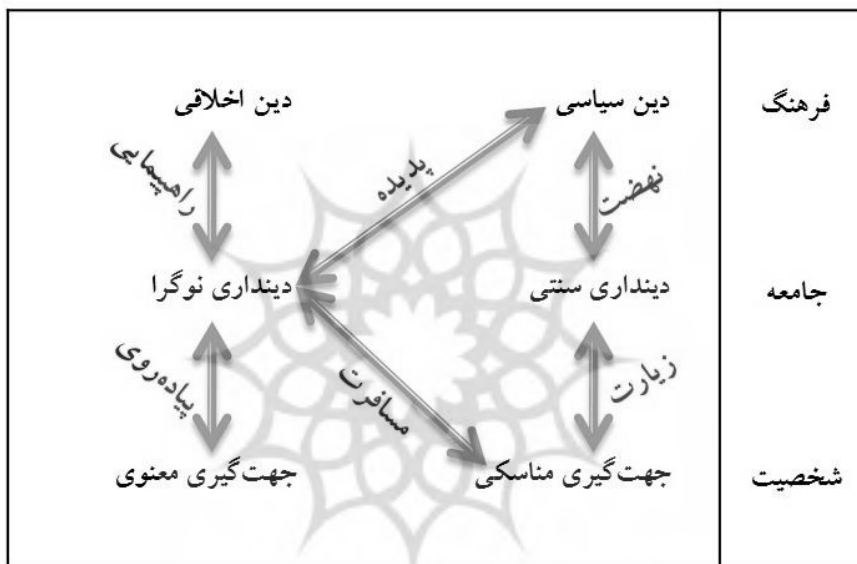 فرهنگ دین سیاسی دین اخلاقی
نهضت پدیده راهپیمایی
جامعه دینداری سنتی دینداری نوگرا
زیارت مسافرت پیاده‌روی
شخصیت جهت‌گیری مناسکی جهت‌گیری معنوی